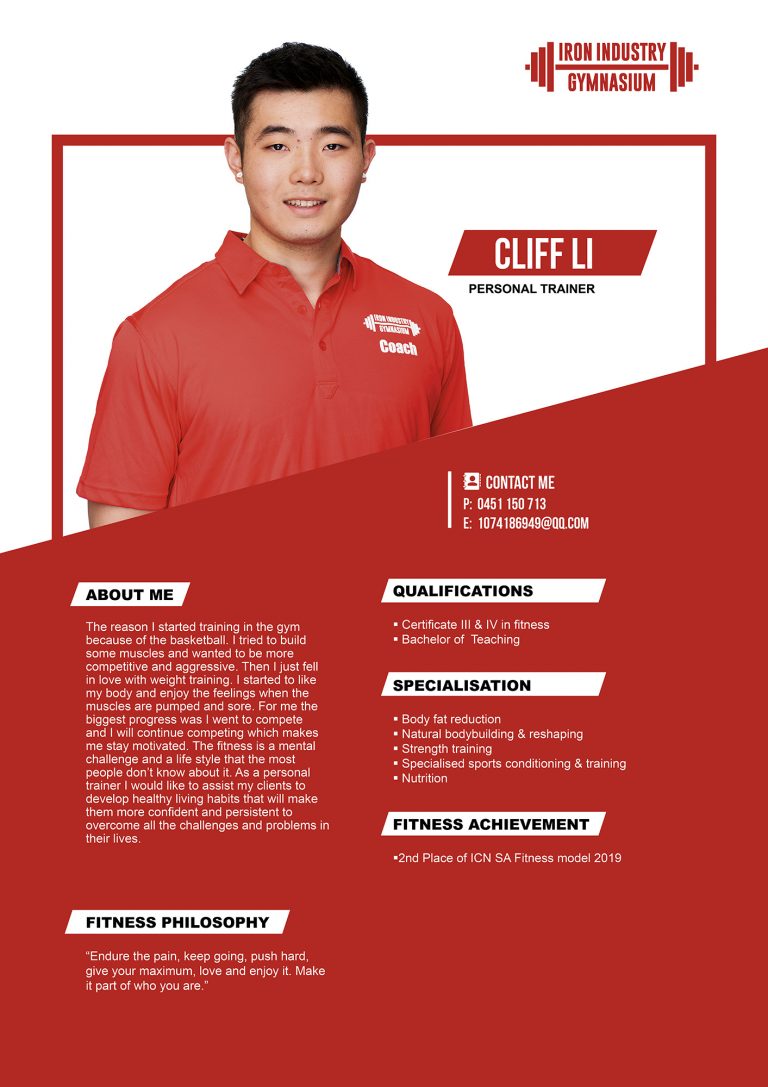 IRON INDUSTRY
GYMNASIUM
CLIFF LI
PERSONAL TRAINER
IRON INDUSTRY
GYMNASIUM
Coach
CONTACT ME
P: 0451 150 713
E: 1074186949@QQ.COM
ABOUT ME
The reason I started training in the gym
because of the basketball. I tried to build
some muscles and wanted to be more
competitive and aggressive. Then I just fell
in love with weight training. I started to like
my body and enjoy the feelings when the
muscles are pumped and sore. For me the
biggest progress was I went to compete
and I will continue competing which makes
me stay motivated. The fitness is a mental
challenge and a life style that the most
people don’t know about it. As a personal
trainer I would like to assist my clients to
develop healthy living habits that will make
them more confident and persistent to
overcome all the challenges and problems in
their lives.
FITNESS PHILOSOPHY
“Endure the pain, keep going, push hard,
give your maximum, love and enjoy it. Make
it part of who you are.”
QUALIFICATIONS
▪ Certificate III & IV in fitness
▪ Bachelor of Teaching
SPECIALISATION
▪ Body fat reduction
▪ Natural bodybuilding & reshaping
▪ Strength training
▪ Specialised sports conditioning & training
▪ Nutrition
FITNESS ACHIEVEMENT
▪2nd Place of ICN SA Fitness model 2019